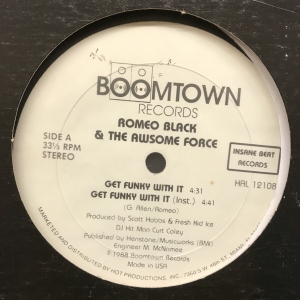 BOOMTOWN
RECORDS
ROMEO BLACK
& THE AWSOME FORCE
SIDE A
33⅓ RPM
STEREO
INSANE BEAT
RECORDS
HAL 12108
GET FUNKY WITH IT 4:31
GET FUNKY WITH IT (Inst.) 4:41
(G. Allen/Romeo)
Produced by Scott Hobbs & Fresh Kid Ice
DJ Hit Man Curt Coley
Published by Henstone/Musicworks (BMI)
Engineer M. McNamee
℗1988 Boomtown Records
Made in USA
MANUFACTURED, MARKETED AND DISTRIBUTED BY HOT PRODUCTIONS, INC.